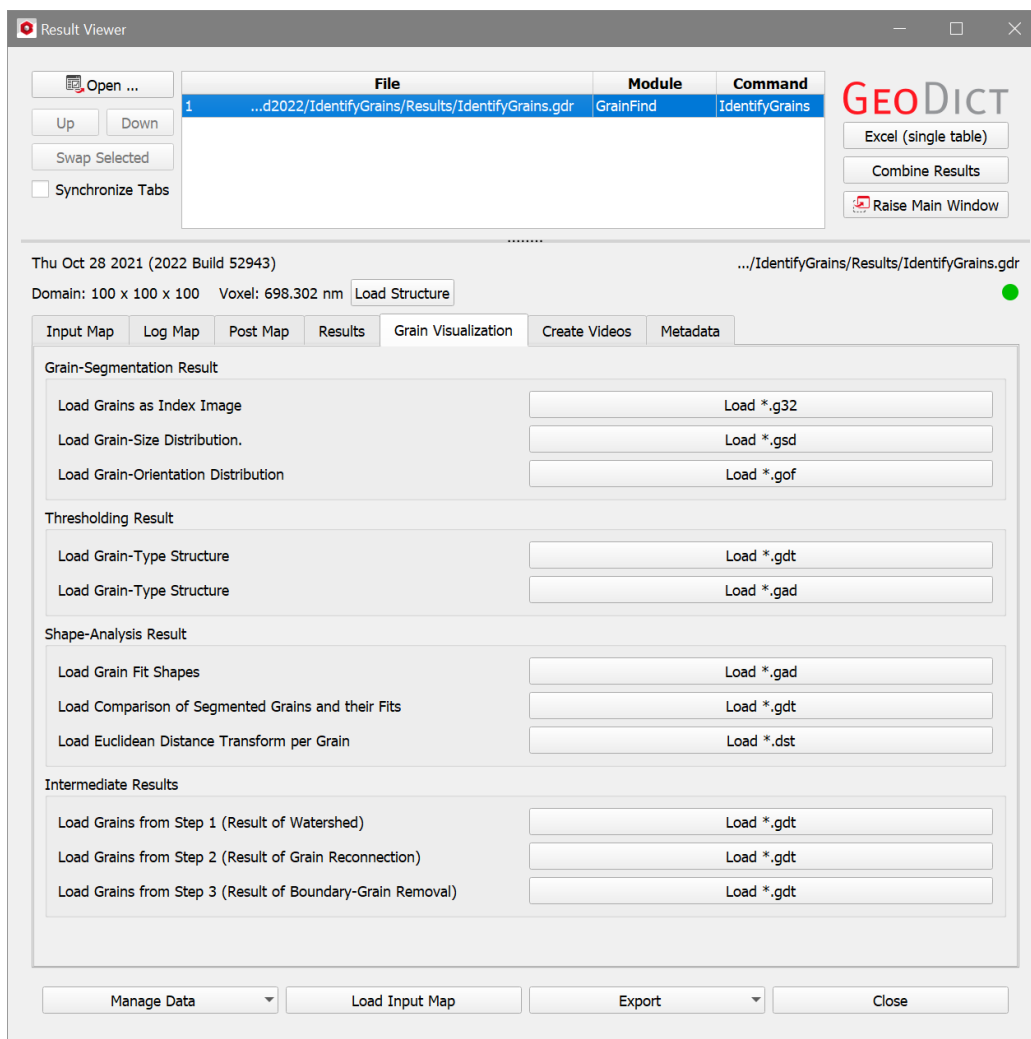 Result Viewer
Open ...
Up
Down
Swap Selected
Synchronize Tabs
File Module Command
1 ...d2022/IdentifyGrains/Results/IdentifyGrains.gdr GrainFind IdentifyGrains
GEODICT
Excel (single table)
Combine Results
Raise Main Window
Thu Oct 28 2021 (2022 Build 52943) .../IdentifyGrains/Results/IdentifyGrains.gdr
Domain: 100 x 100 x 100 Voxel: 698.302 nm Load Structure
Input Map Log Map Post Map Results Grain Visualization Create Videos Metadata
Grain-Segmentation Result
Load Grains as Index Image Load *.g32
Load Grain-Size Distribution. Load *.gsd
Load Grain-Orientation Distribution Load *.gof
Thresholding Result
Load Grain-Type Structure Load *.gdt
Load Grain-Type Structure Load *.gad
Shape-Analysis Result
Load Grain Fit Shapes Load *.gad
Load Comparison of Segmented Grains and their Fits Load *.gdt
Load Euclidean Distance Transform per Grain Load *.dst
Intermediate Results
Load Grains from Step 1 (Result of Watershed) Load *.gdt
Load Grains from Step 2 (Result of Grain Reconnection) Load *.gdt
Load Grains from Step 3 (Result of Boundary-Grain Removal) Load *.gdt
Manage Data Load Input Map Export Close